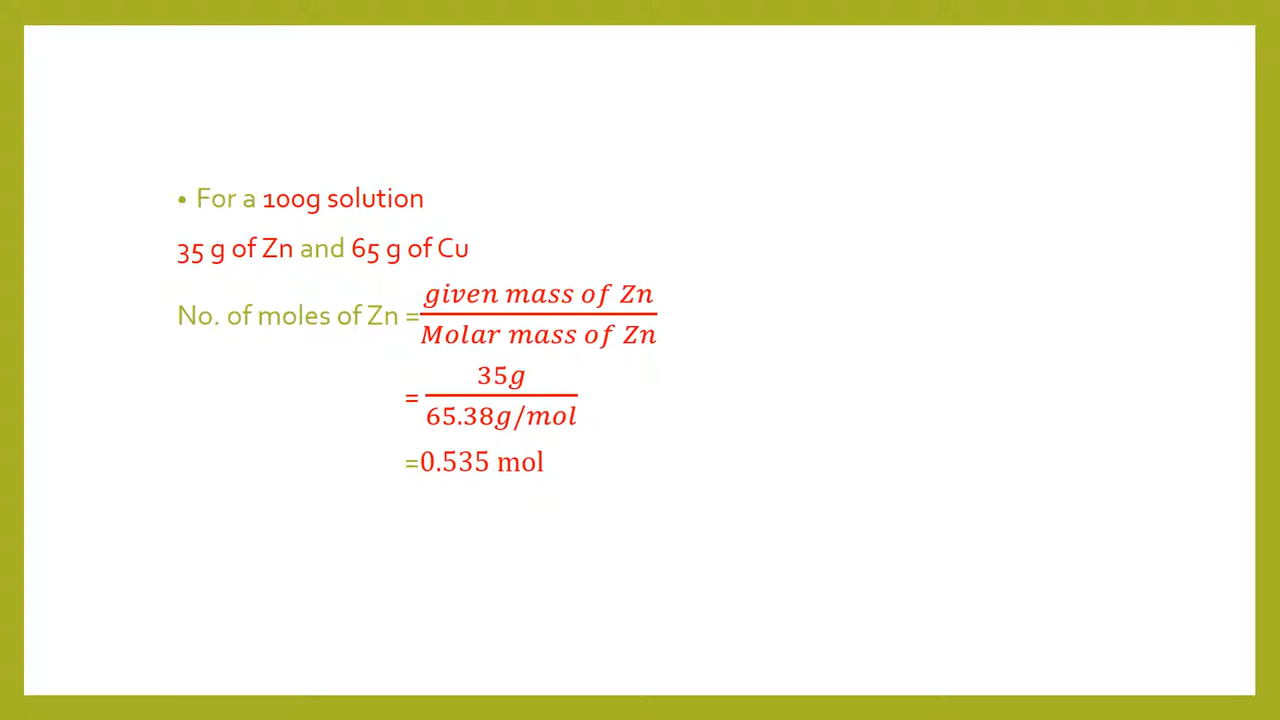 • For a 100g solution
35 g of Zn and 65 g of Cu
No. of moles of Zn = given mass of Zn / Molar mass of Zn
= 35g / 65.38g/mol
=0.535 mol